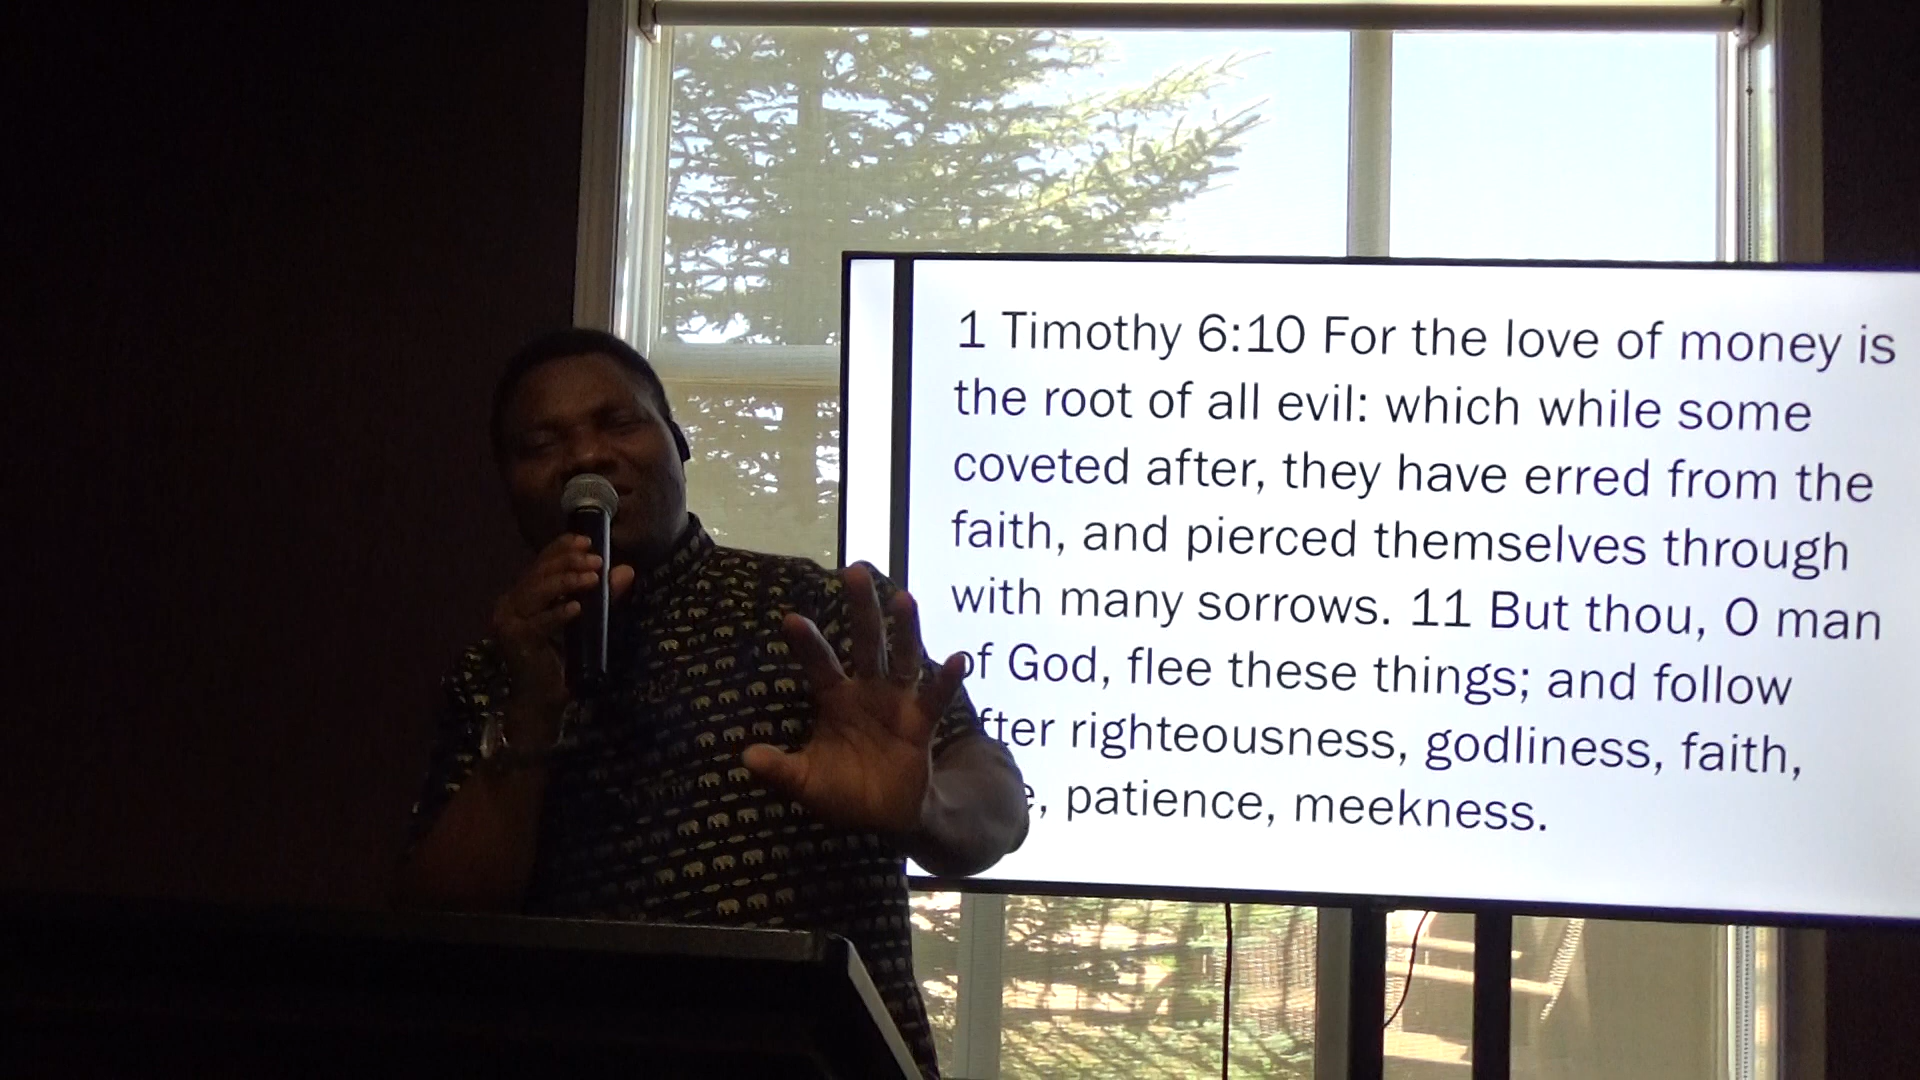 1 Timothy 6:10 For the love of money is
the root of all evil: which while some
coveted after, they have erred from the
faith, and pierced themselves through
with many sorrows. 11 But thou, O man
of God, flee these things; and follow
righteousness, godliness, faith,
patience, meekness.